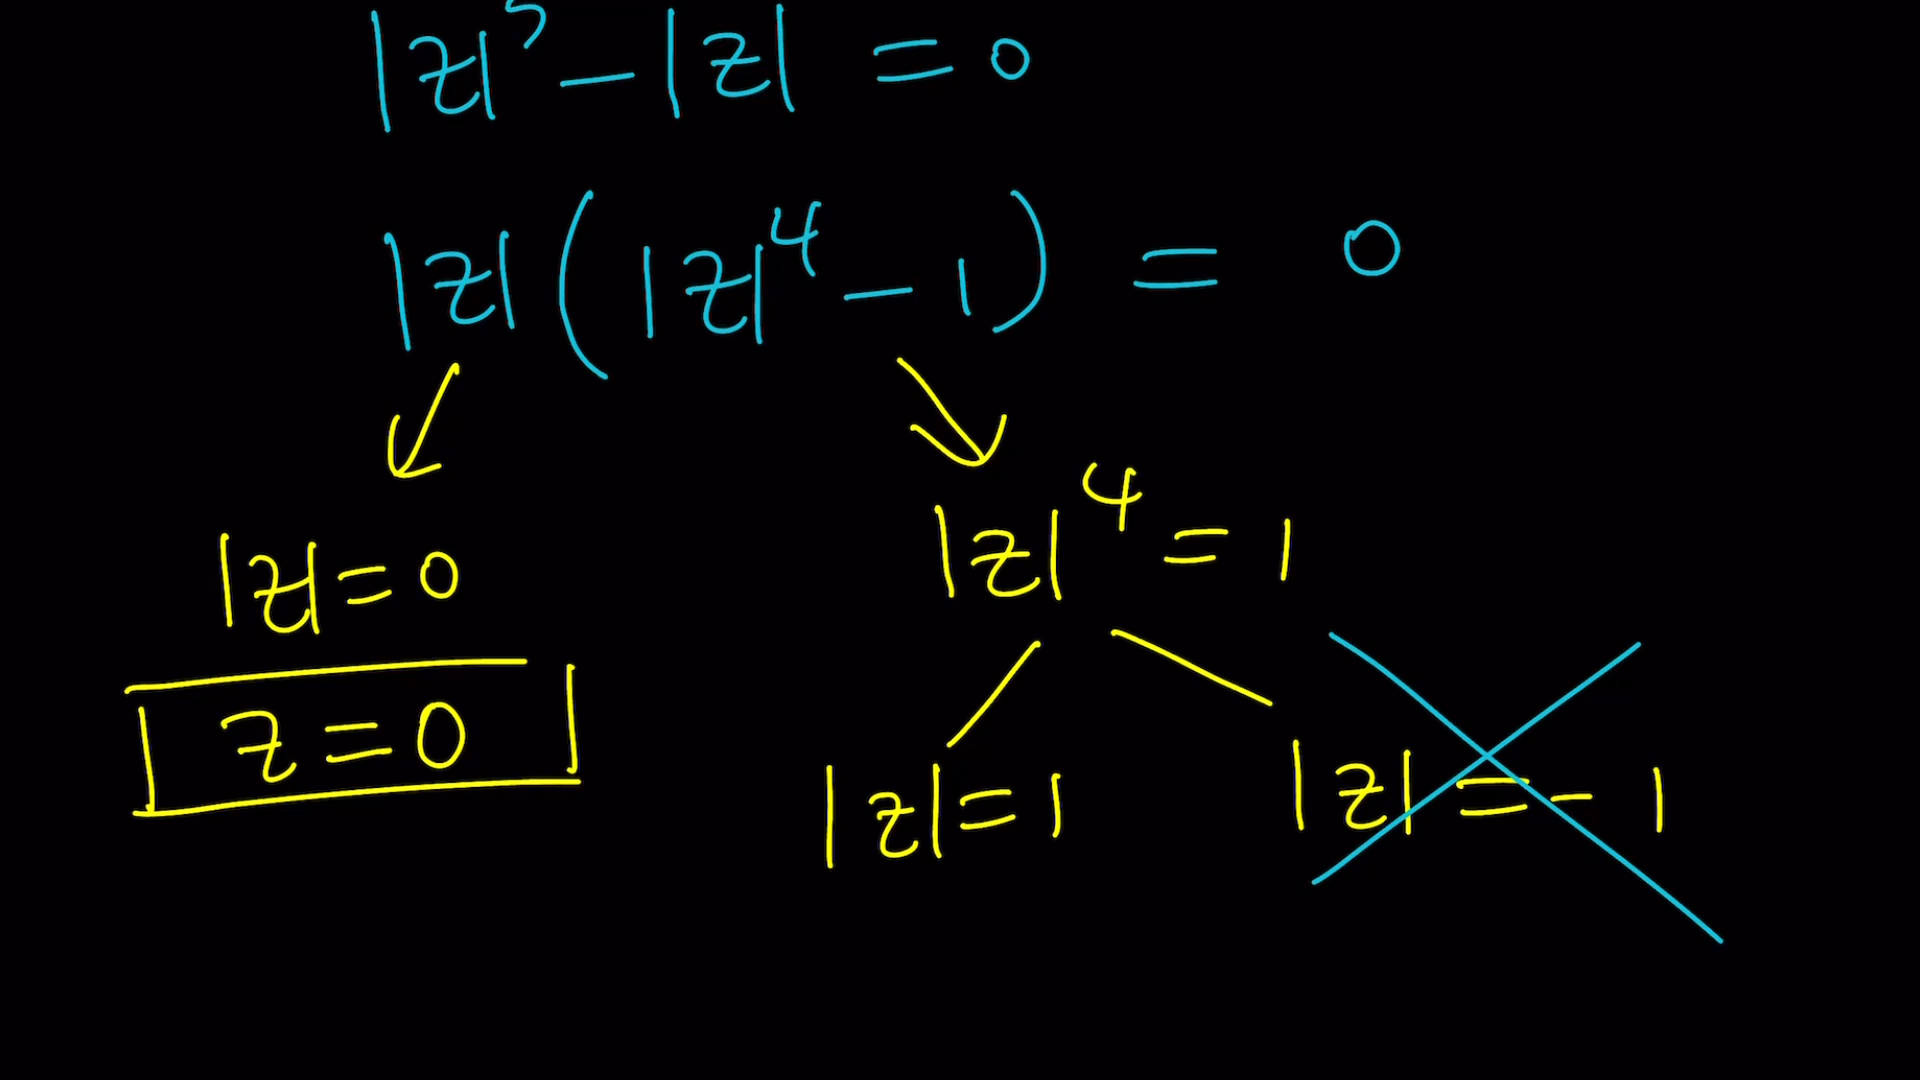 |z|⁵ - |z| = 0
|z|(|z|⁴ - 1) = 0
|z| = 0
|z|⁴ = 1
z = 0
|z| = 1
|z| = - 1